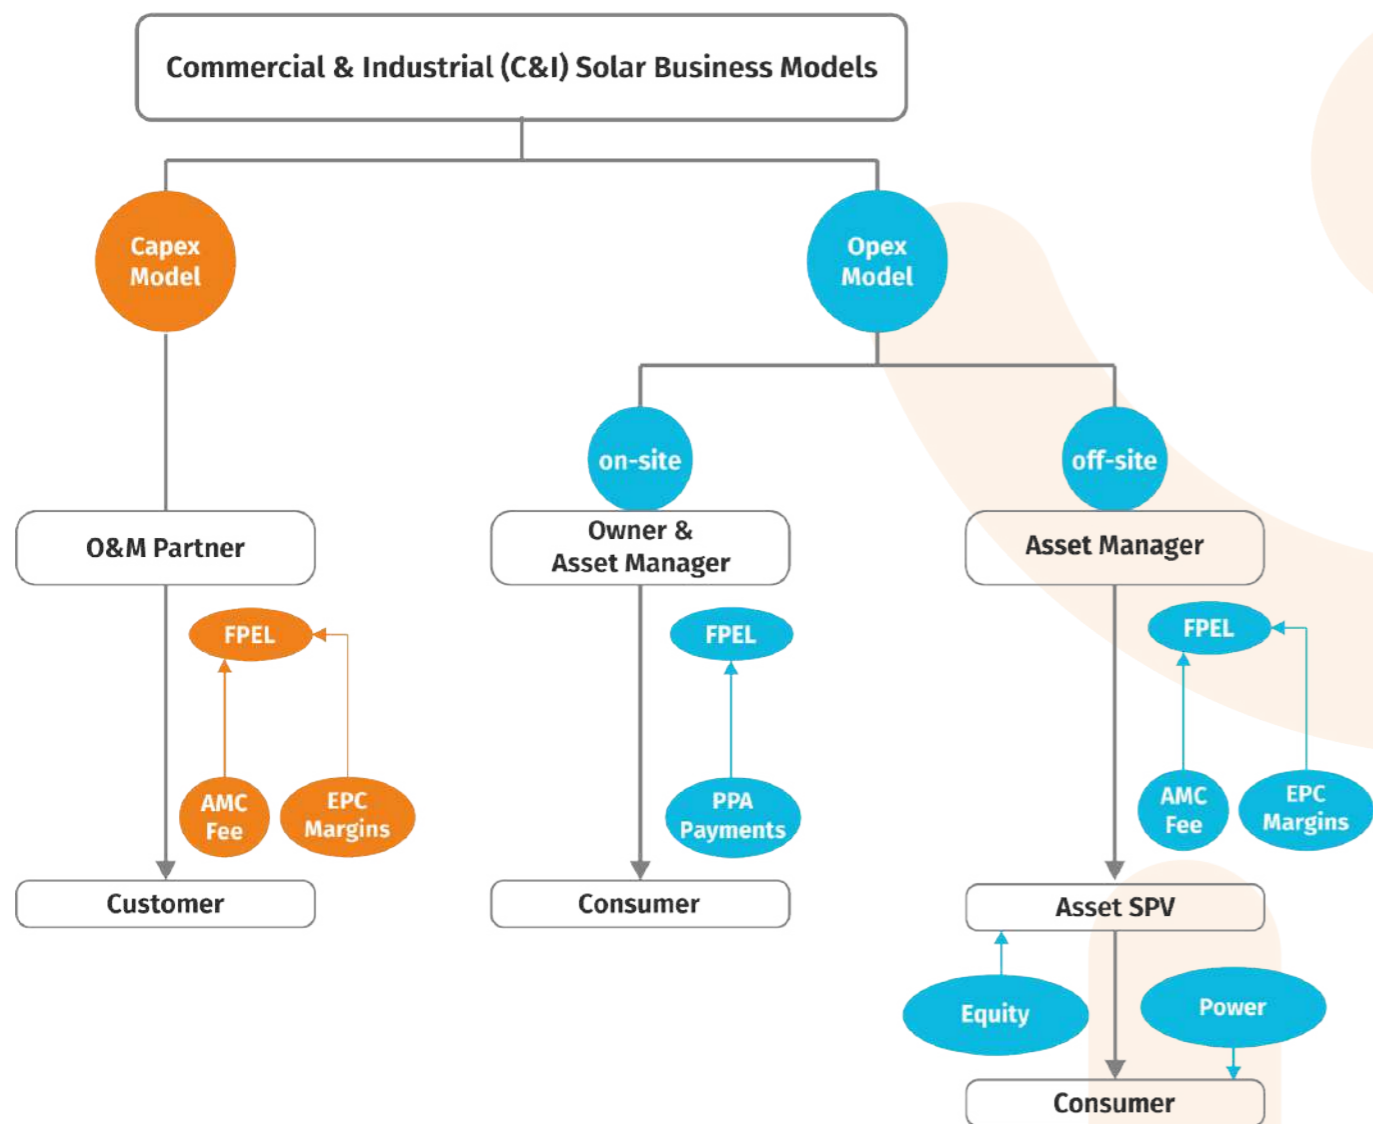 Commercial & Industrial (C&I) Solar Business Models
Capex
Model
Opex
Model
on-site
off-site
O&M Partner
Owner &
Asset Manager
Asset Manager
FPEL
FPEL
FPEL
AMC
Fee
EPC
Margins
PPA
Payments
AMC
Fee
EPC
Margins
Customer
Consumer
Asset SPV
Equity
Power
Consumer